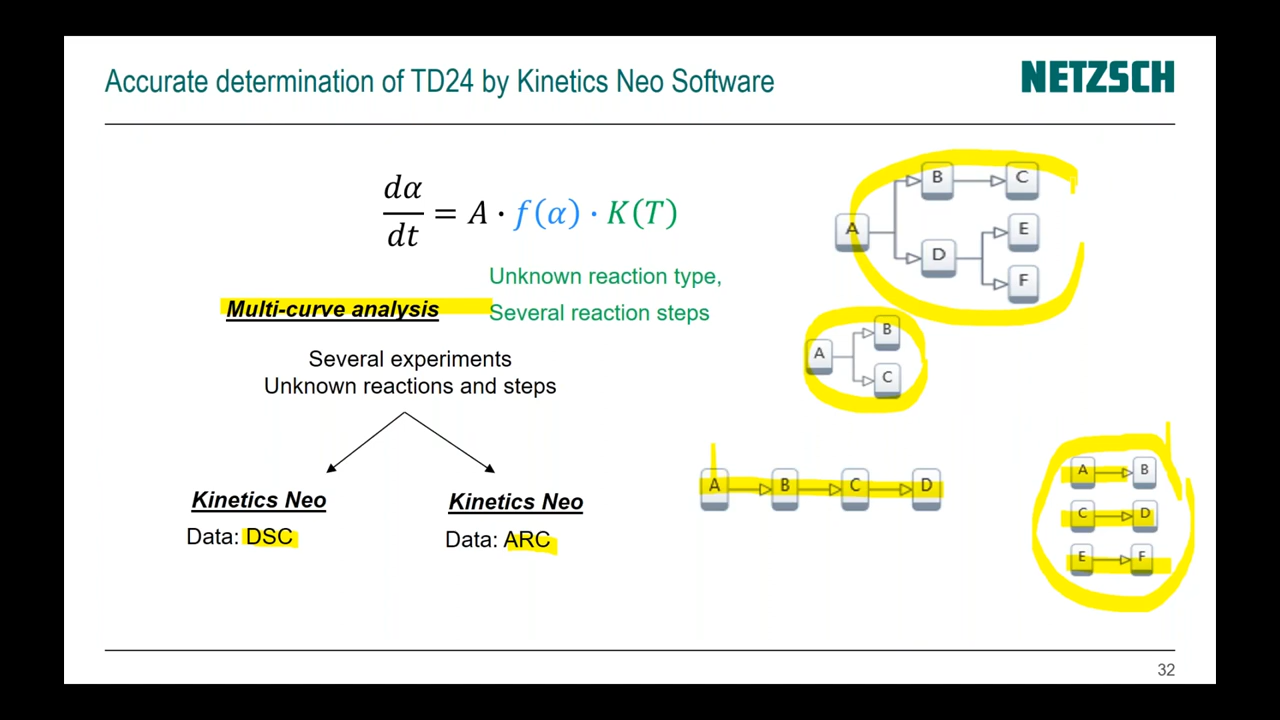 Accurate determination of TD24 by Kinetics Neo Software
NETZSCH
dα/dt = A · f(α) · K(T)
Unknown reaction type,
Several reaction steps
Multi-curve analysis
Several experiments
Unknown reactions and steps
Kinetics Neo
Data: DSC
Kinetics Neo
Data: ARC
B C
A
E
D
F
B
A
C
A B C D
A B
C D
E F
32